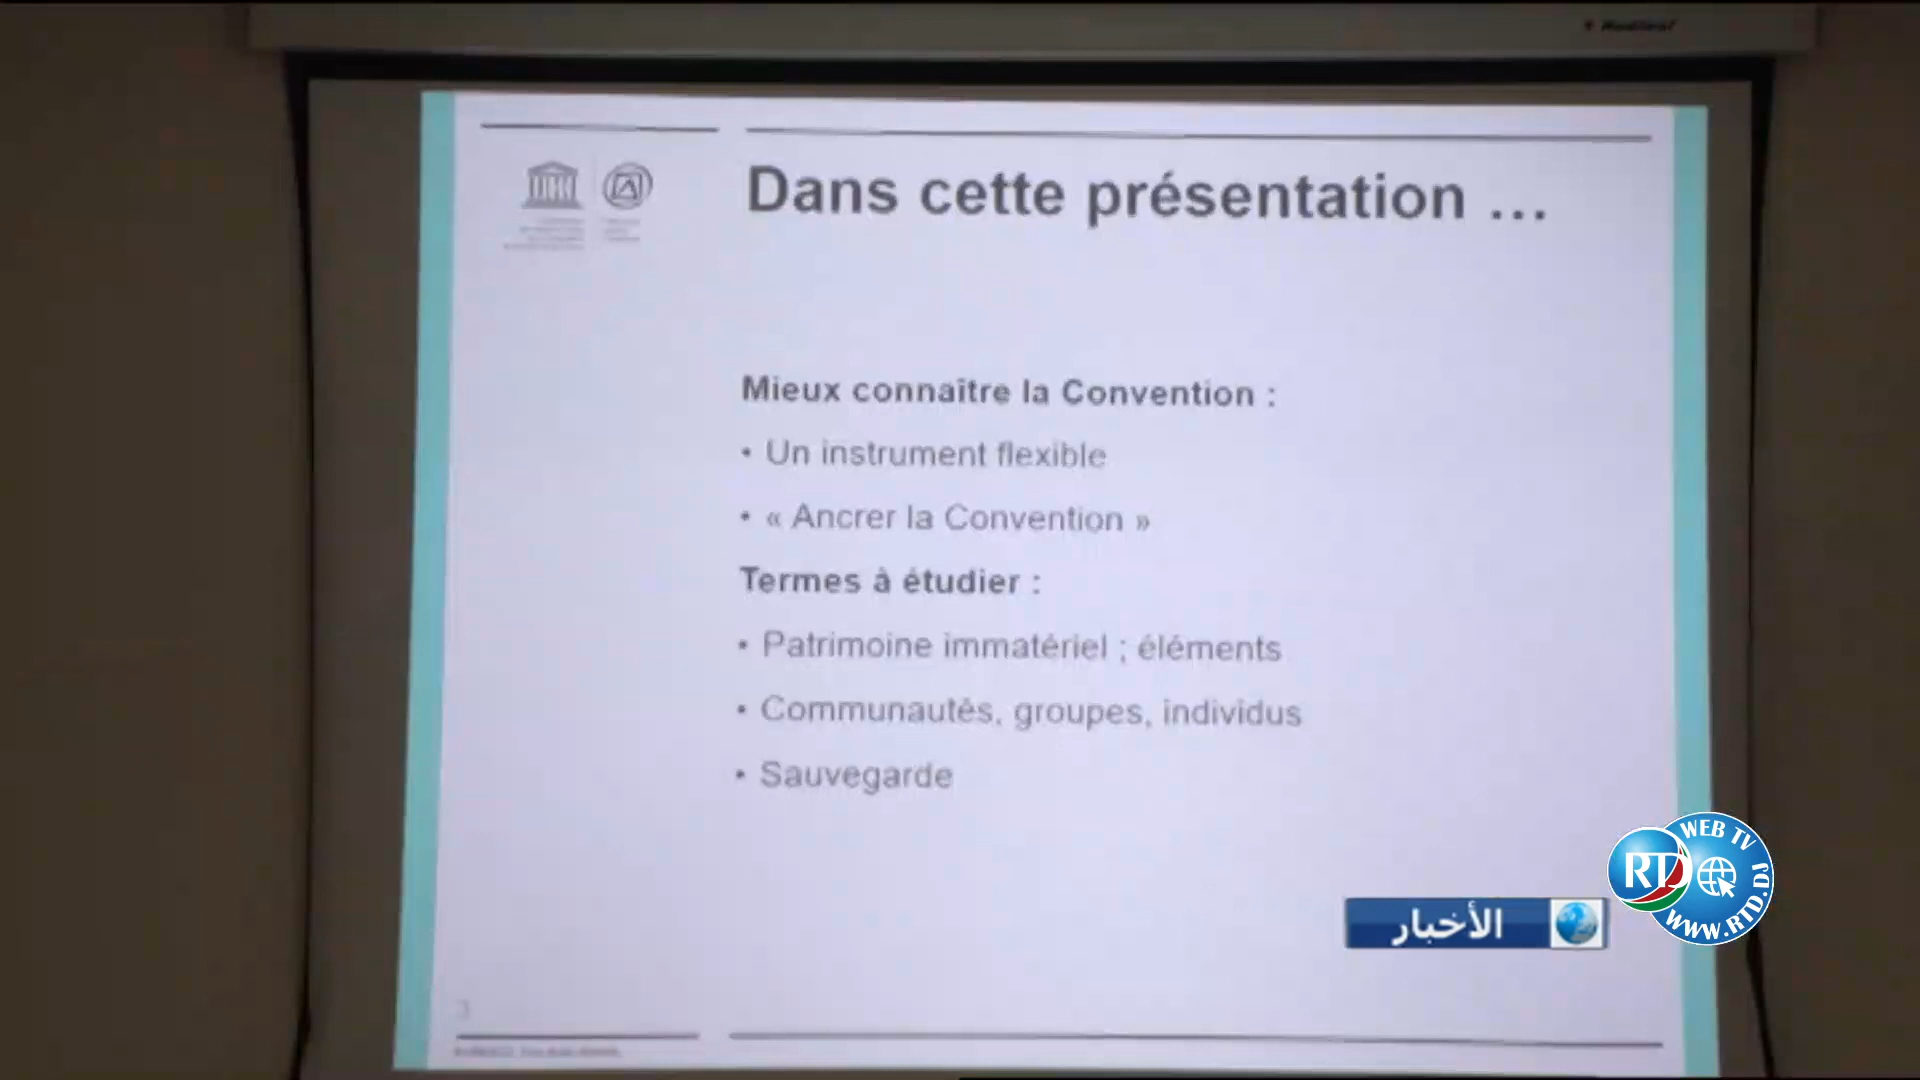 Dans cette présentation ...
Mieux connaître la Convention :
• Un instrument flexible
• « Ancrer la Convention »
Termes à étudier :
• Patrimoine immatériel ; éléments
• Communautés, groupes, individus
• Sauvegarde
WEB TV
RTD
WWW.RTD.DJ
الأخبار